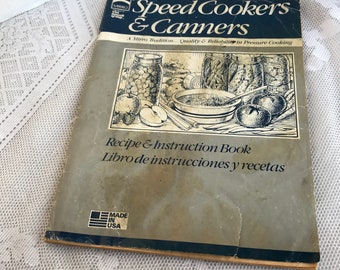 Speed Cookers
& Canners
A Mirro Tradition Quality & Reliability in Pressure Cooking
Recipe & Instruction Book
Libro de instrucciones y recetas
MADE
IN
USA